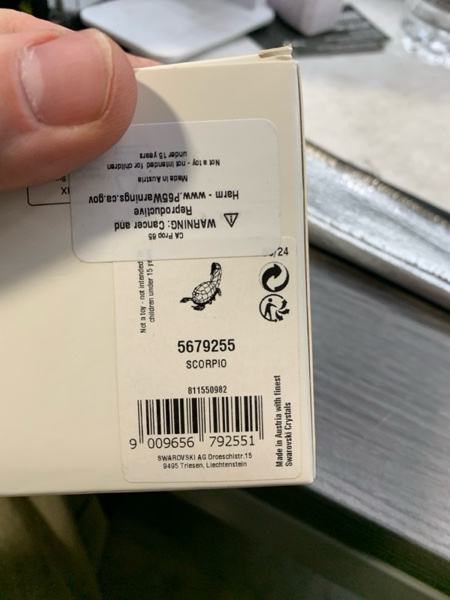 CA Prop 65
WARNING: Cancer and
Reproductive
Harm - www.P65Warnings.ca.gov
Made in Austria
Not a toy - not intended for children
under 15 years
/24
Not a toy - not intended
children under 15 ye
5679255
SCORPIO
811550982
9 009656 792551
SWAROVSKI AG Droeschistr.15
9495 Triesen, Liechtenstein
Made in Austria with finest
Swarovski Crystals